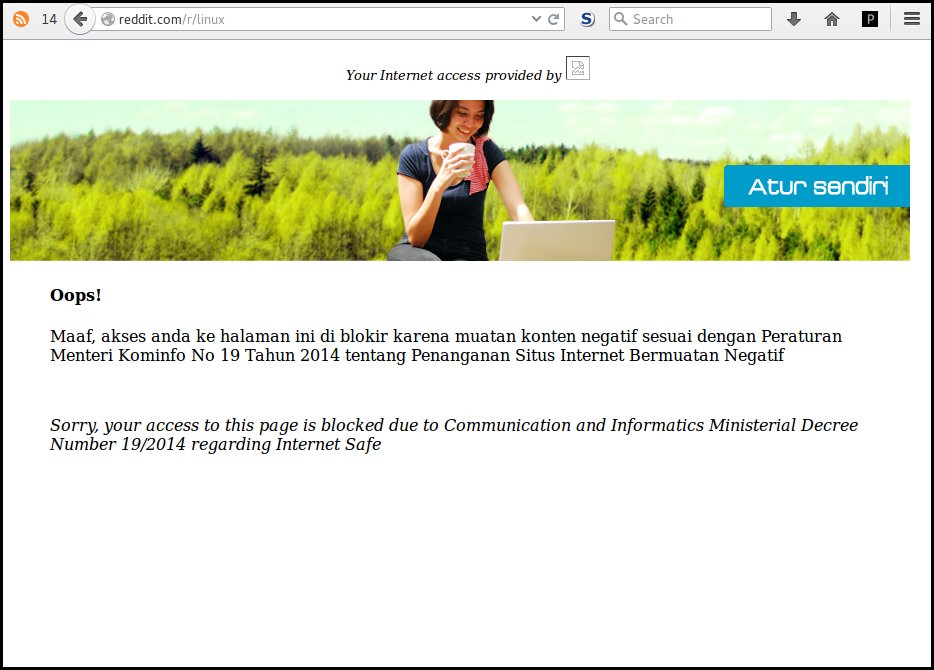 14
reddit.com/r/linux
S
Search
P
Your Internet access provided by
Atur sendiri
Oops!
Maaf, akses anda ke halaman ini di blokir karena muatan konten negatif sesuai dengan Peraturan
Menteri Kominfo No 19 Tahun 2014 tentang Penanganan Situs Internet Bermuatan Negatif
Sorry, your access to this page is blocked due to Communication and Informatics Ministerial Decree
Number 19/2014 regarding Internet Safe